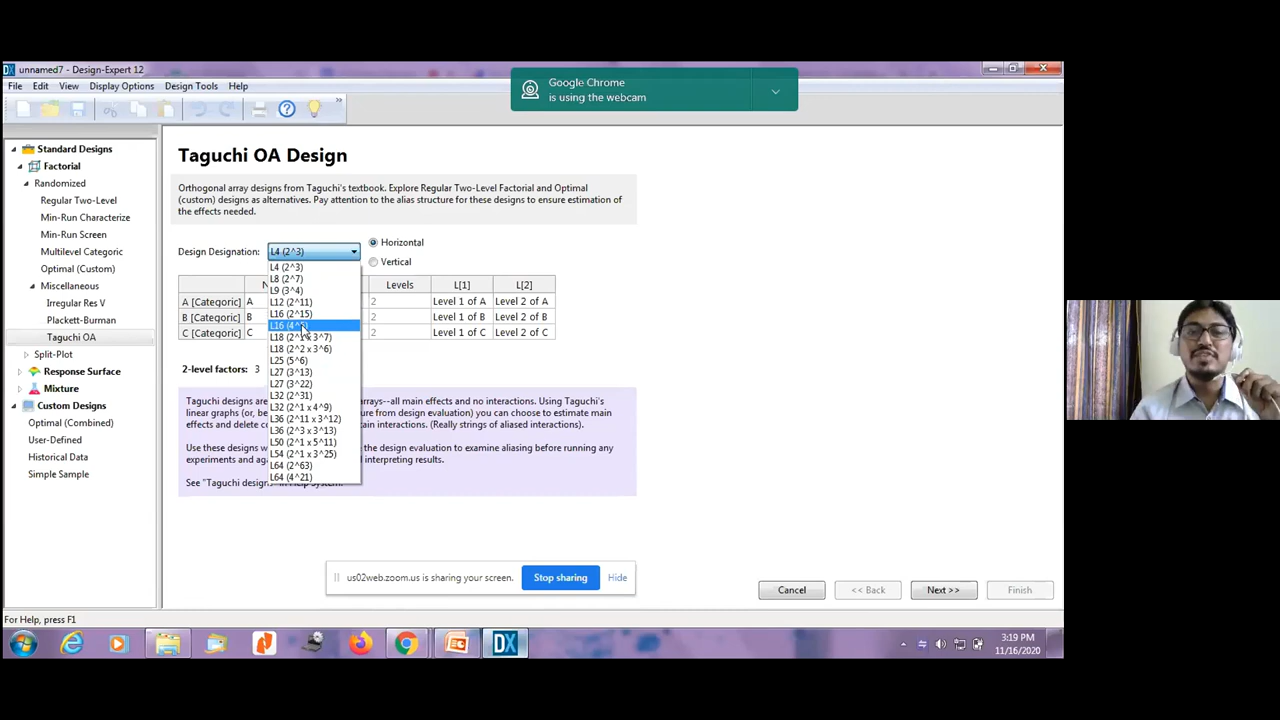 unnamed7 - Design-Expert 12
File Edit View Display Options Design Tools Help
Google Chrome
is using the webcam
Standard Designs
Factorial
Randomized
Regular Two-Level
Min-Run Characterize
Min-Run Screen
Multilevel Categoric
Optimal (Custom)
Miscellaneous
Irregular Res V
Plackett-Burman
Taguchi OA
Split-Plot
Response Surface
Mixture
Custom Designs
Optimal (Combined)
User-Defined
Historical Data
Simple Sample
Taguchi OA Design
Orthogonal array designs from Taguchi's textbook. Explore Regular Two-Level Factorial and Optimal
(custom) designs as alternatives. Pay attention to the alias structure for these designs to ensure estimation of
the effects needed.
Design Designation: L4 (2^3)
Horizontal
Vertical
L4 (2^3)
L8 (2^7)
L9 (3^4)
L12 (2^11)
L16 (2^15)
L16 (4^
L18 (2^1 x 3^7)
L18 (2^2 x 3^6)
L25 (5^6)
L27 (3^13)
L27 (3^22)
L32 (2^31)
L32 (2^1 x 4^9)
L36 (2^11 x 3^12)
L36 (2^3 x 3^13)
L50 (2^1 x 5^11)
L54 (2^1 x 3^25)
L64 (2^63)
L64 (4^21)
Levels L[1] L[2]
A [Categoric] A 2 Level 1 of A Level 2 of A
B [Categoric] B 2 Level 1 of B Level 2 of B
C [Categoric] C 2 Level 1 of C Level 2 of C
2-level factors: 3
Taguchi designs are arrays--all main effects and no interactions. Using Taguchi's
linear graphs (or, be ure from design evaluation) you can choose to estimate main
effects and delete c tain interactions. (Really strings of aliased interactions).
Use these designs w the design evaluation to examine aliasing before running any
experiments and ag interpreting results.
See "Taguchi design Help System.
us02web.zoom.us is sharing your screen. Stop sharing Hide
Cancel << Back Next >> Finish
For Help, press F1
3:19 PM
11/16/2020